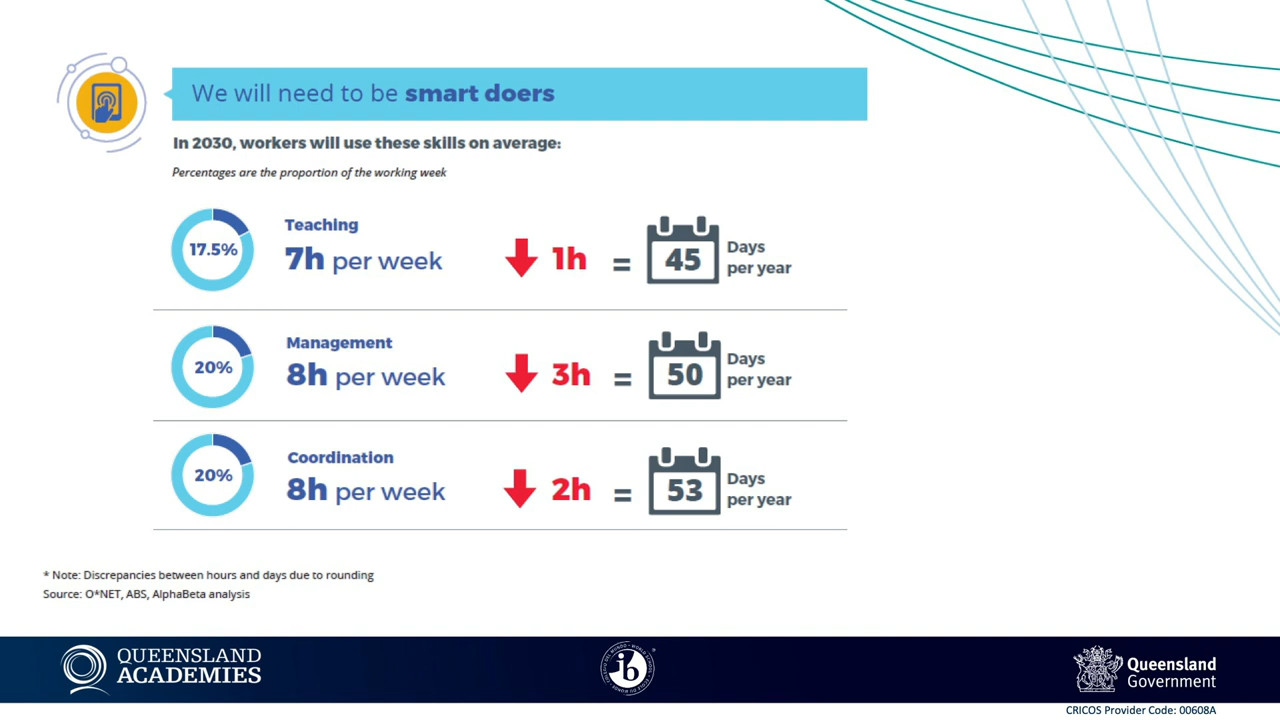 We will need to be smart doers
In 2030, workers will use these skills on average:
Percentages are the proportion of the working week
17.5%
Teaching
7h per week
1h
=
45
Days
per year
20%
Management
8h per week
3h
=
50
Days
per year
20%
Coordination
8h per week
2h
=
53
Days
per year
* Note: Discrepancies between hours and days due to rounding
Source: O*NET, ABS, AlphaBeta analysis
QUEENSLAND
ACADEMIES
ib
Queensland
Government
CRICOS Provider Code: 00608A